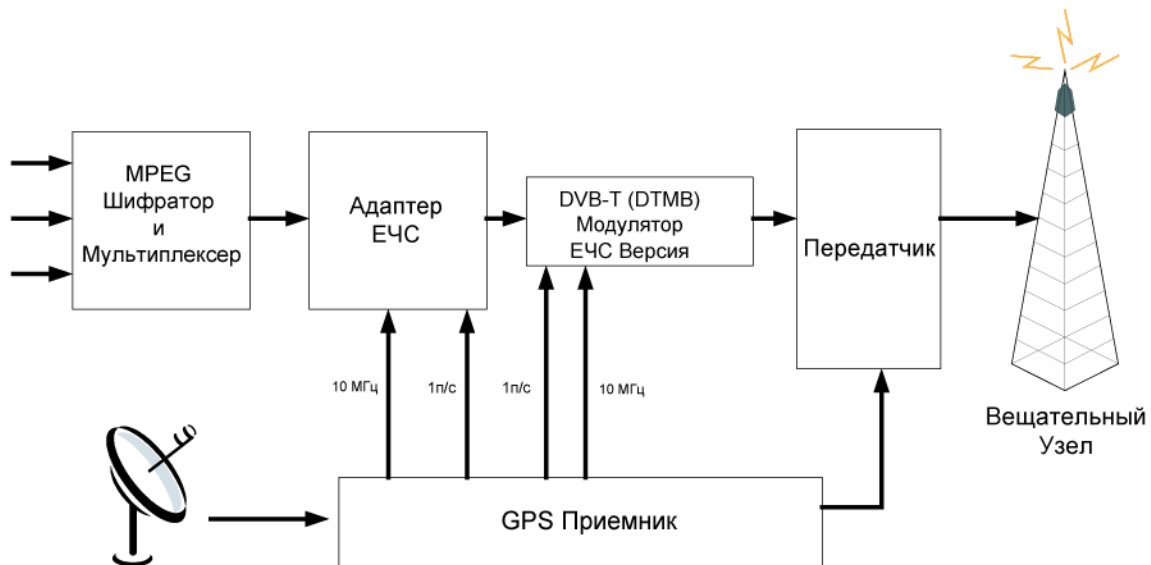 MPEG
Шифратор
и
Мультиплексер
Адаптер
ЕЧС
DVB-T (DTMB)
Модулятор
ЕЧС Версия
Передатчик
10 МГц
1п/с
1п/с
10 МГц
Вещательный
Узел
GPS Приемник